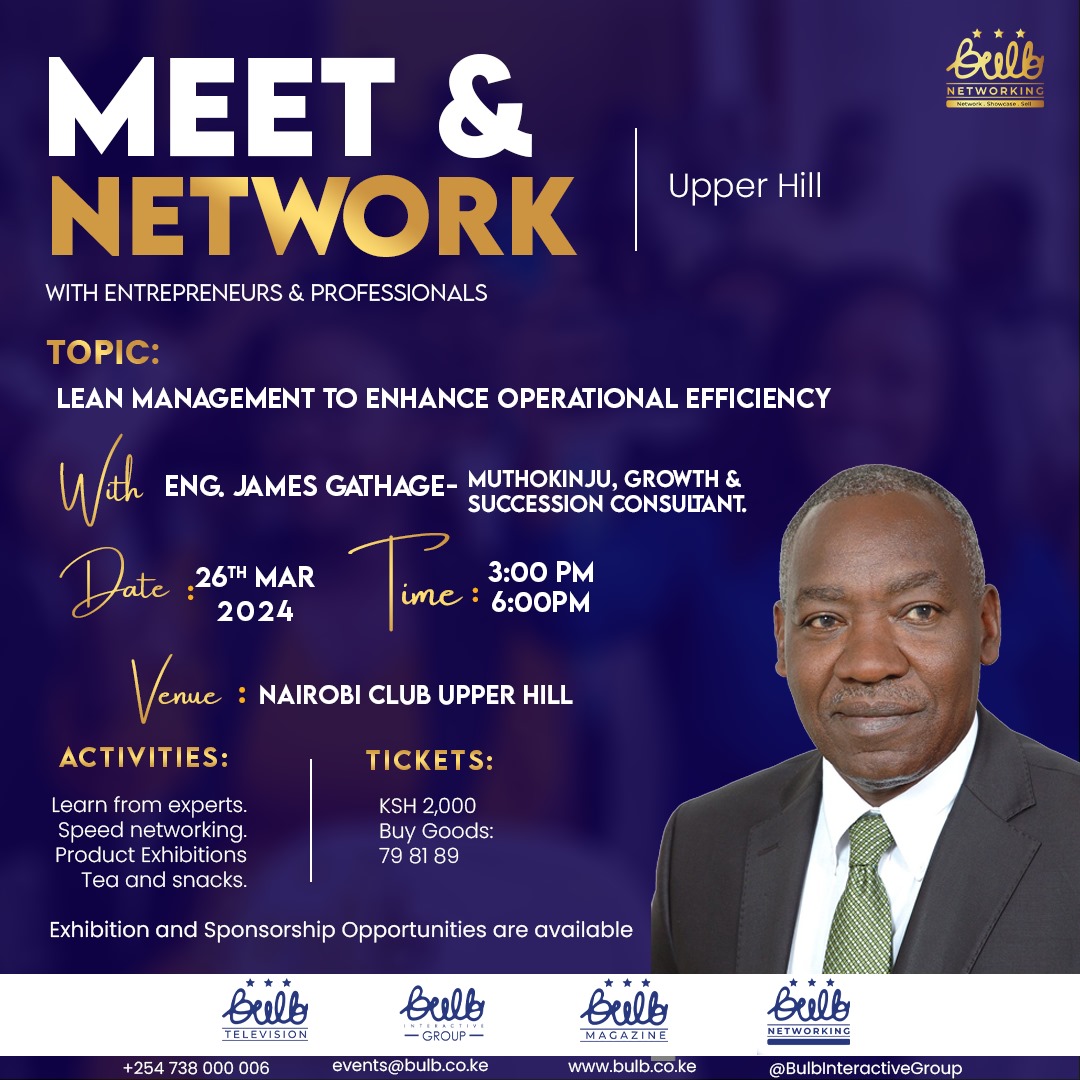 MEET &
NETWORK
WITH ENTREPRENEURS & PROFESSIONALS
Upper Hill
Bulb
NETWORKING
Network . Showcase . Sell
TOPIC:
LEAN MANAGEMENT TO ENHANCE OPERATIONAL EFFICIENCY
With ENG. JAMES GATHAGE- MUTHOKINJU, GROWTH &
SUCCESSION CONSULTANT.
Date : 26TH MAR
2024
Time : 3:00 PM
6:00PM
Venue : NAIROBI CLUB UPPER HILL
ACTIVITIES:
Learn from experts.
Speed networking.
Product Exhibitions
Tea and snacks.
TICKETS:
KSH 2,000
Buy Goods:
79 81 89
Exhibition and Sponsorship Opportunities are available
Bulb
TELEVISION
Bulb
INTERACTIVE
GROUP
Bulb
MAGAZINE
Bulb
NETWORKING
+254 738 000 006
events@bulb.co.ke
www.bulb.co.ke
@BulbInteractiveGroup